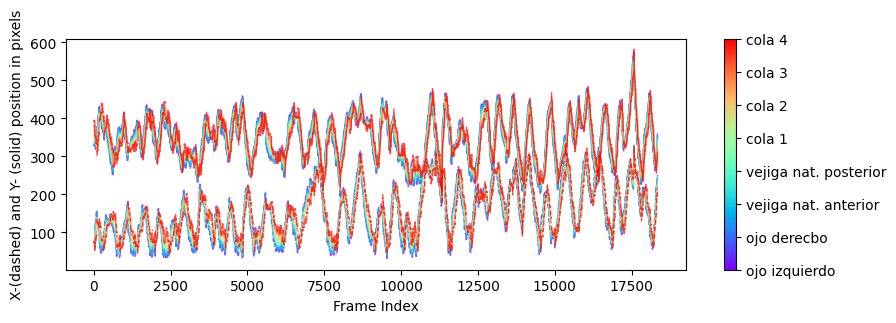 X-(dashed) and Y- (solid) position in pixels
600
500
400
300
200
100
0
2500
5000
7500
10000
12500
15000
17500
Frame Index
cola 4
cola 3
cola 2
cola 1
vejiga nat. posterior
vejiga nat. anterior
ojo derecbo
ojo izquierdo